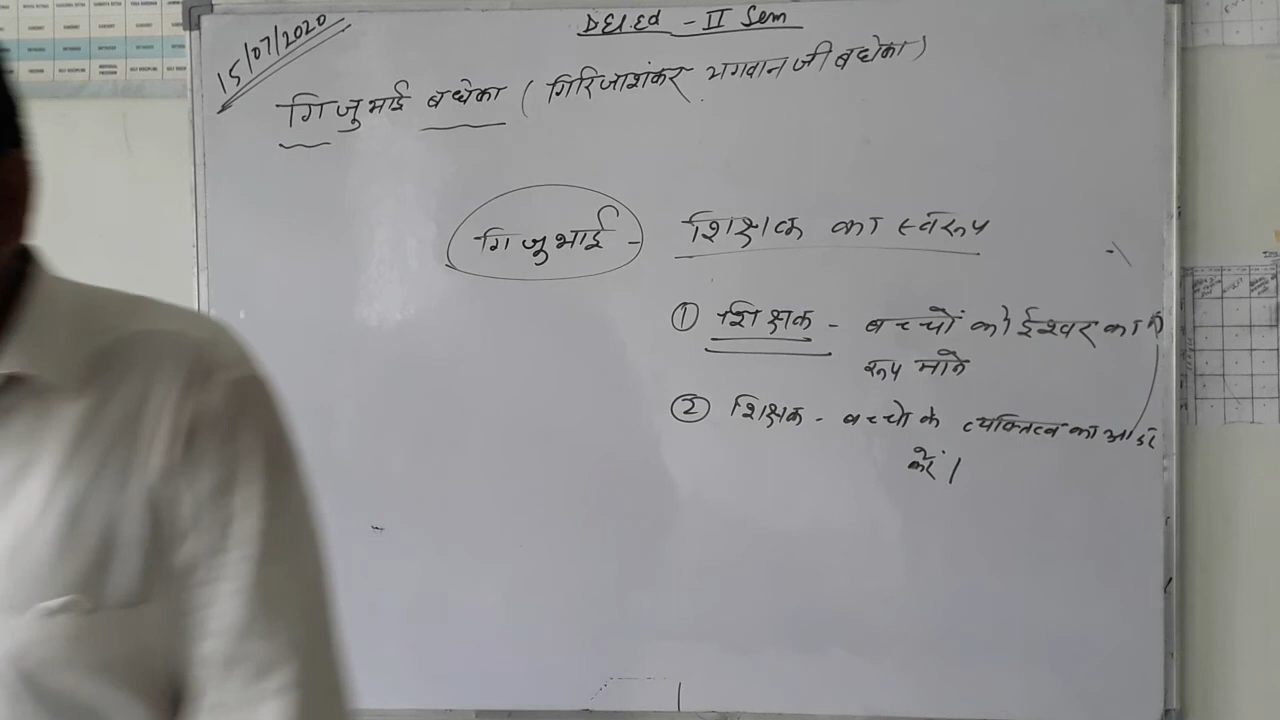 15/07/2020
D.El.Ed - II Sem
गिजुभाई बधेका ( गिरिजाशंकर भगवानजी बधेका )
गिजुभाई - शिक्षक का स्वरूप
① शिक्षक - बच्चों को ईश्वर का
रूप माने
② शिक्षक - बच्चो के व्यक्तित्व का आदर
करें |